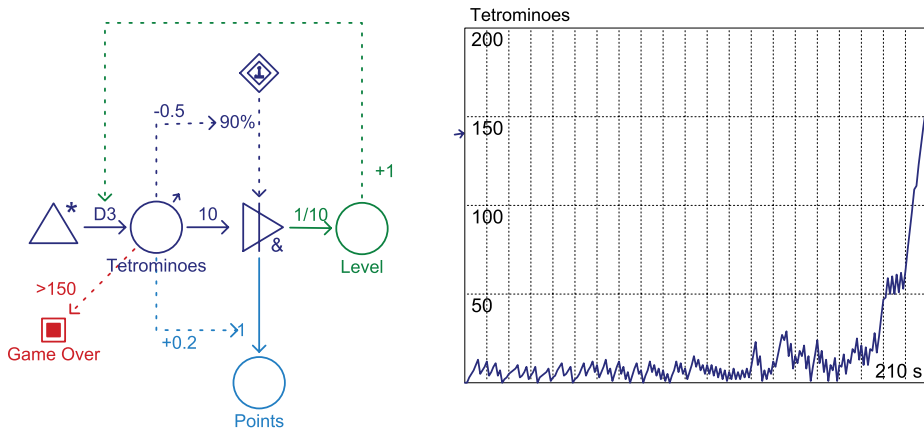 -0.5
90%
+1
*
D3
10
1/10
&
Tetrominoes
Level
>150
+0.2
1
Game Over
Points
Tetrominoes
200
150
100
50
210 s